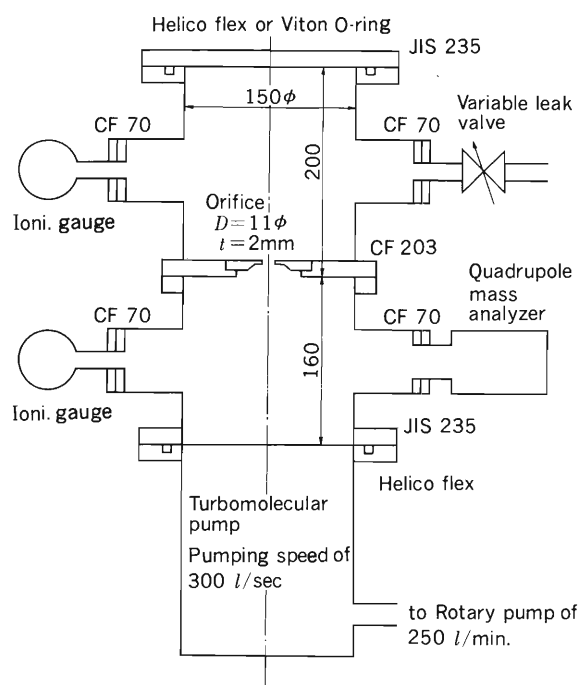 Helico flex or Viton O-ring
JIS 235
150φ
CF 70
CF 70
Variable leak
valve
200
Ioni. gauge
Orifice
D=11φ
t=2mm
CF 203
Quadrupole
mass
analyzer
CF 70
CF 70
160
Ioni. gauge
JIS 235
Helico flex
Turbomolecular
pump
Pumping speed of
300 l/sec
to Rotary pump of
250 l/min.